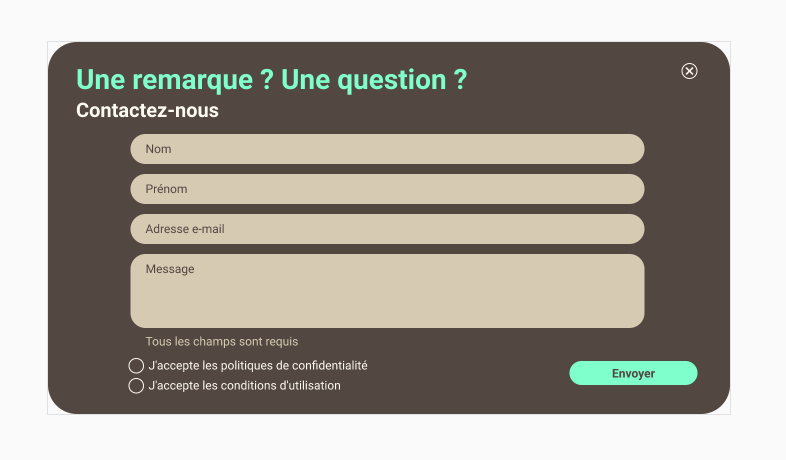 Une remarque ? Une question ?
Contactez-nous
Nom
Prénom
Adresse e-mail
Message
Tous les champs sont requis
J'accepte les politiques de confidentialité
J'accepte les conditions d'utilisation
Envoyer